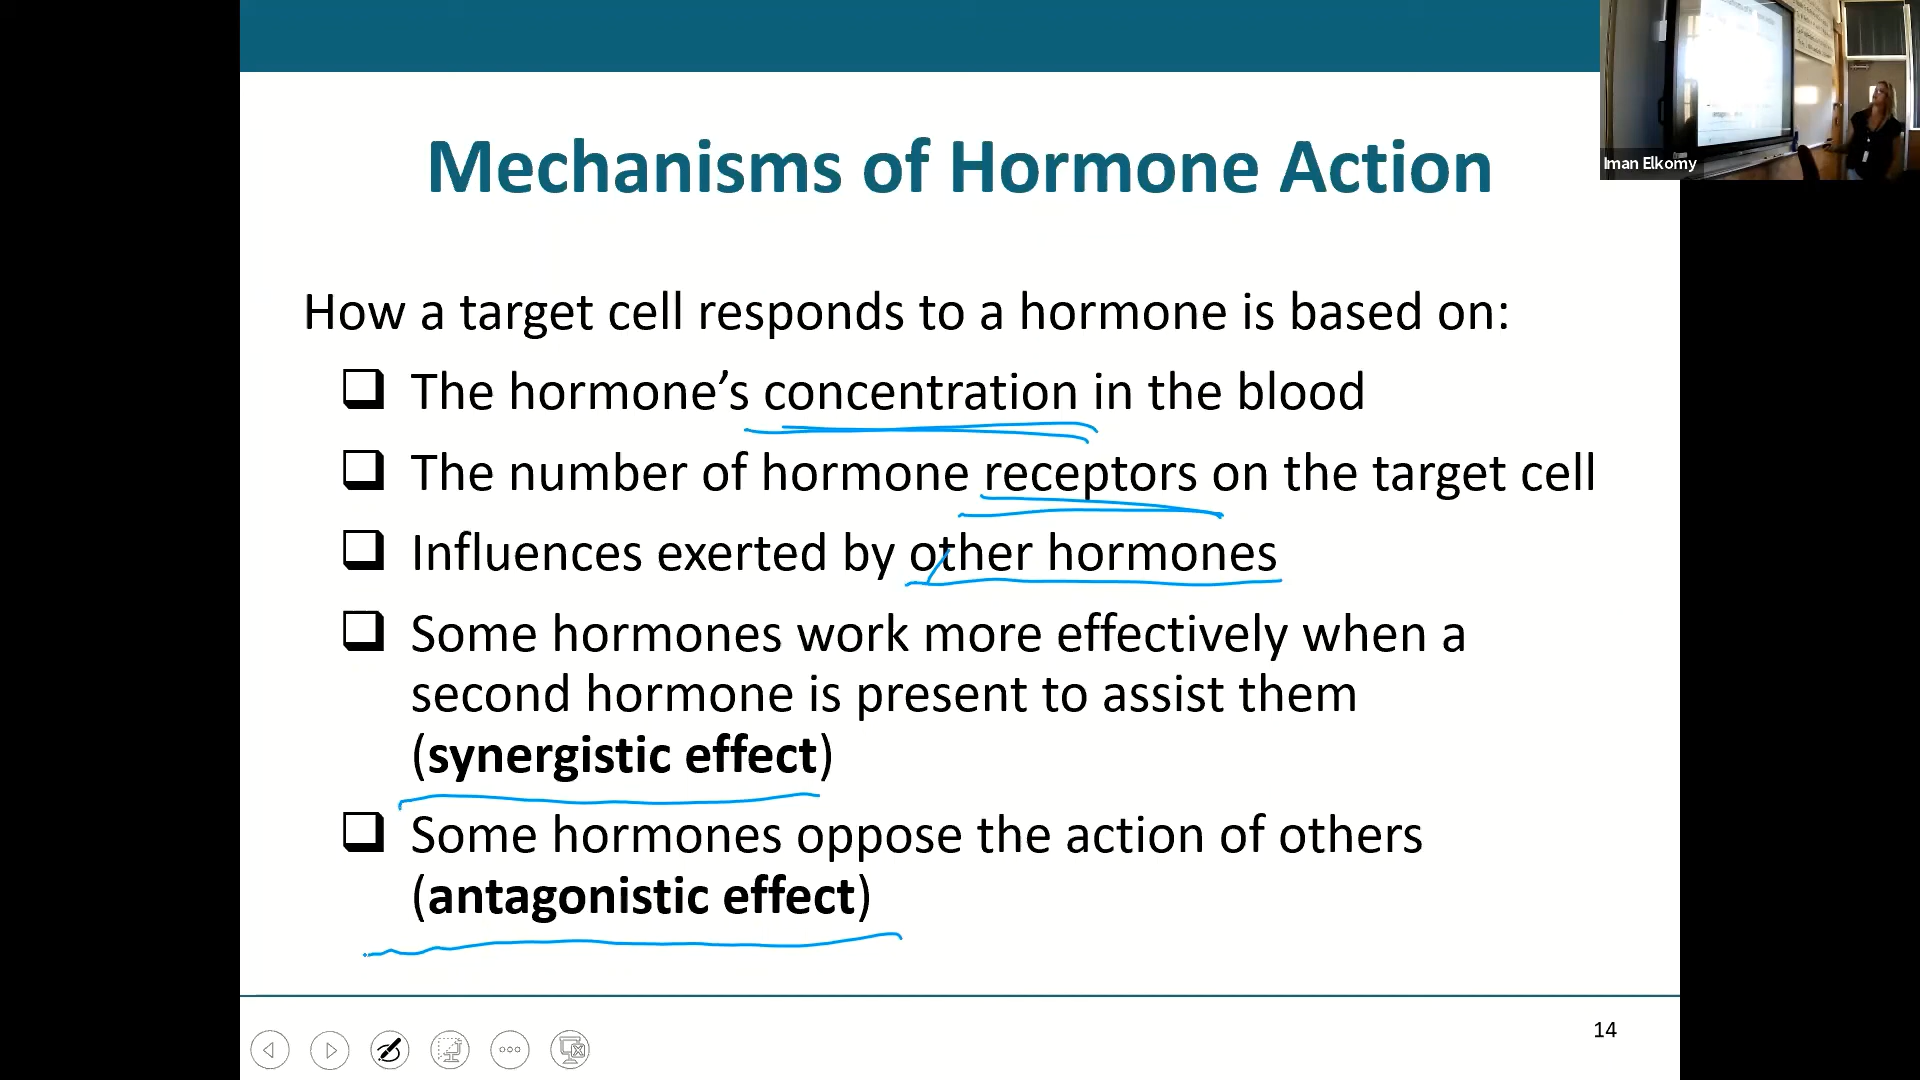 Iman Elkomy
Mechanisms of Hormone Action
How a target cell responds to a hormone is based on:
❑ The hormone’s concentration in the blood
❑ The number of hormone receptors on the target cell
❑ Influences exerted by other hormones
❑ Some hormones work more effectively when a
second hormone is present to assist them
(synergistic effect)
❑ Some hormones oppose the action of others
(antagonistic effect)
14